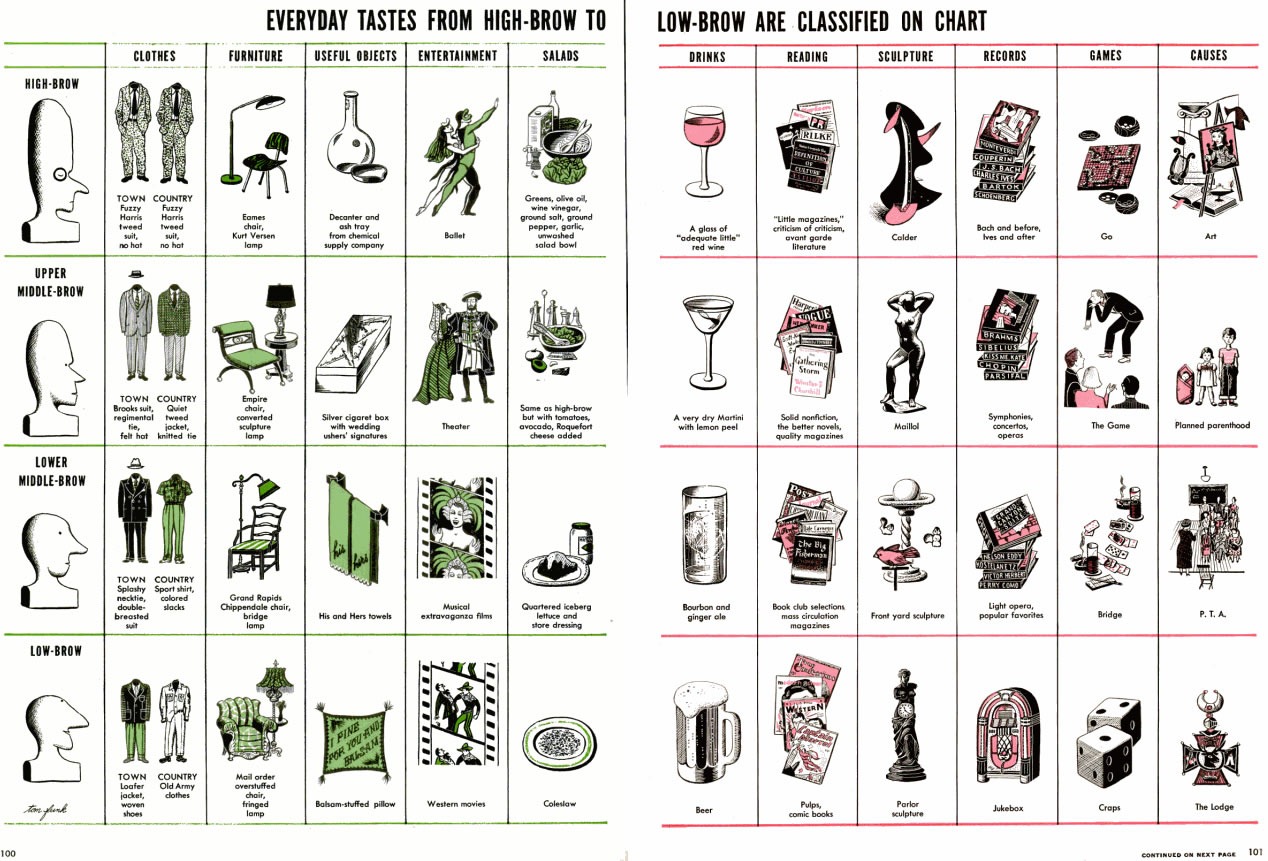 EVERYDAY TASTES FROM HIGH-BROW TO LOW-BROW ARE CLASSIFIED ON CHART
CLOTHES FURNITURE USEFUL OBJECTS ENTERTAINMENT SALADS DRINKS READING SCULPTURE RECORDS GAMES CAUSES
HIGH-BROW
TOWN
Fuzzy
Harris
tweed
suit,
no hat
COUNTRY
Fuzzy
Harris
tweed
suit,
no hat
Eames
chair,
Kurt Versen
lamp
Decanter and
ash tray
from chemical
supply company
Ballet
Greens, olive oil,
wine vinegar,
ground salt, ground
pepper, garlic,
unwashed
salad bowl
A glass of
"adequate little"
red wine
RILKE
DEFINITION
OF
CULTURE
"Little magazines,"
criticism of criticism,
avant garde
literature
Calder
MONTEVERDI
COUPERIN
J. S. BACH
CHARLES IVES
BARTOK
SCHOENBERG
Bach and before,
Ives and after
Go
Art
UPPER
MIDDLE-BROW
TOWN
Brooks suit,
regimental
tie,
felt hat
COUNTRY
Quiet
tweed
jacket,
knitted tie
Empire
chair,
converted
sculpture
lamp
Silver cigaret box
with wedding
ushers' signatures
Theater
Same as high-brow
but with tomatoes,
avocado, Roquefort
cheese added
A very dry Martini
with lemon peel
Harper's
VOGUE
Gathering
Storm
Winston S
Churchill
Solid nonfiction,
the better novels,
quality magazines
Maillol
BRAHMS
SIBELIUS
KISS ME, KATE
CHOPIN
PARSIFAL
Symphonies,
concertos,
operas
The Game
Planned parenthood
LOWER
MIDDLE-BROW
TOWN
Splashy
necktie,
double-
breasted
suit
COUNTRY
Sport shirt,
colored
slacks
Grand Rapids
Chippendale chair,
bridge
lamp
his
hers
His and Hers towels
Musical
extravaganza films
Quartered iceberg
lettuce and
store dressing
Bourbon and
ginger ale
POST
Dale Carnegie
The Big
Fisherman
Book club selections
mass circulation
magazines
Front yard sculpture
NELSON EDDY
KOSTELANETZ
VICTOR HERBERT
PERRY COMO
Light opera,
popular favorites
Bridge
P. T. A.
LOW-BROW
tom funk
TOWN
Loafer
jacket,
woven
shoes
COUNTRY
Old Army
clothes
Mail order
overstuffed
chair,
fringed
lamp
I PINE
FOR YOU AND
BALSAM
Balsam-stuffed pillow
Western movies
Coleslaw
Beer
WESTERN
Captain
Marvel
Pulps,
comic books
Parlor
sculpture
Jukebox
Craps
The Lodge
100
CONTINUED ON NEXT PAGE 101